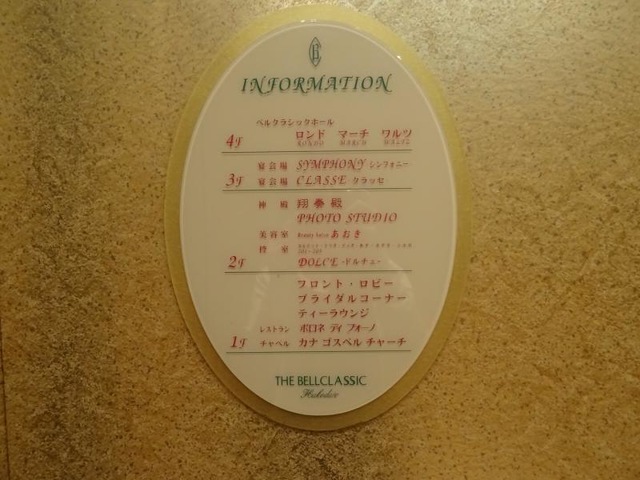 INFORMATION
ベルクラシックホール
4F ロンド マーチ ワルツ
RONDO MARCH WALTZ
宴会場 SYMPHONY シンフォニー
3F 宴会場 CLASSE クラッセ
神殿 翔奏殿
PHOTO STUDIO
美容室 Beauty Salon あおき
控室
2F DOLCE -ドルチェ-
フロント・ロビー
ブライダルコーナー
ティーラウンジ
レストラン ボロネ ディ フォーノ
1F チャペル カナ ゴスペル チャーチ
THE BELLCLASSIC
Hakodate